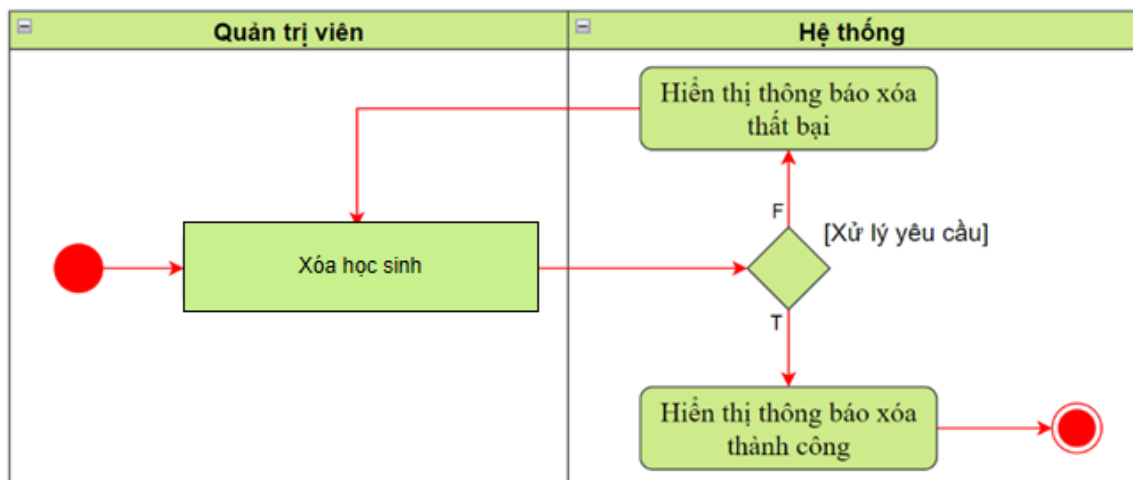 Quản trị viên
Hệ thống
Hiển thị thông báo xóa
thất bại
F
[Xử lý yêu cầu]
Xóa học sinh
T
Hiển thị thông báo xóa
thành công